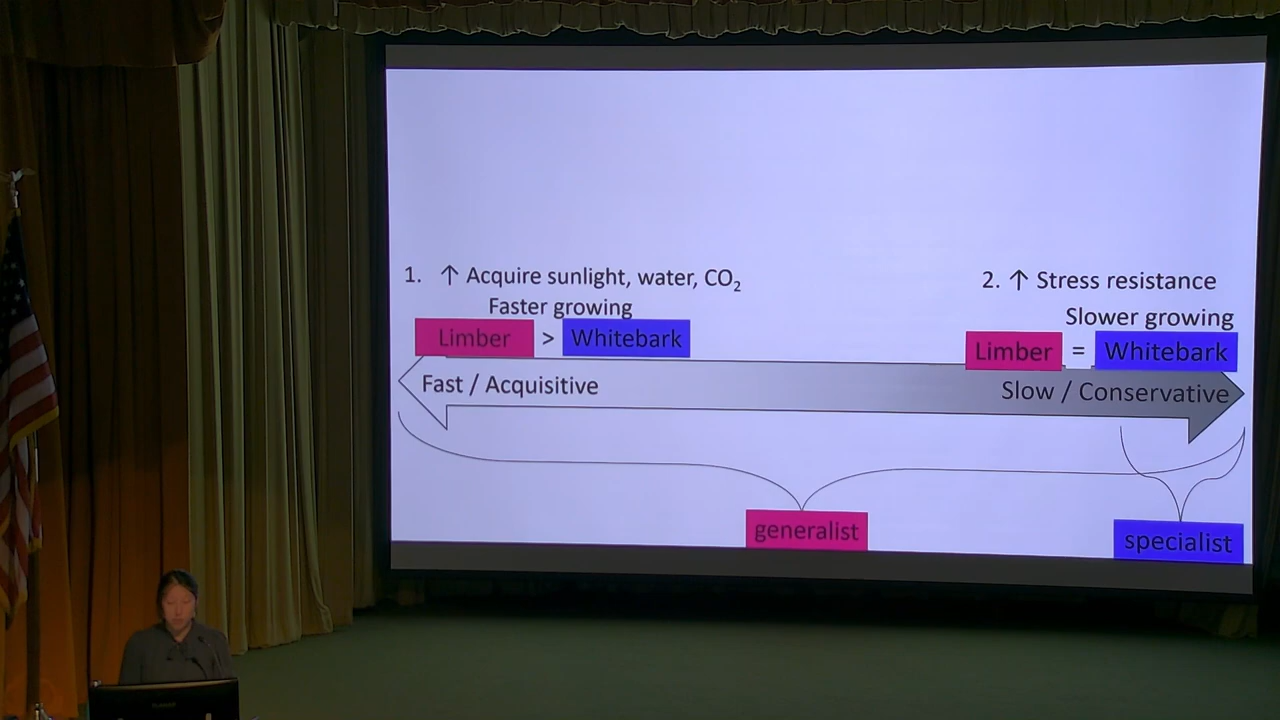 1. ↑ Acquire sunlight, water, CO₂
Faster growing
Limber > Whitebark
2. ↑ Stress resistance
Slower growing
Limber = Whitebark
Fast / Acquisitive
Slow / Conservative
generalist
specialist